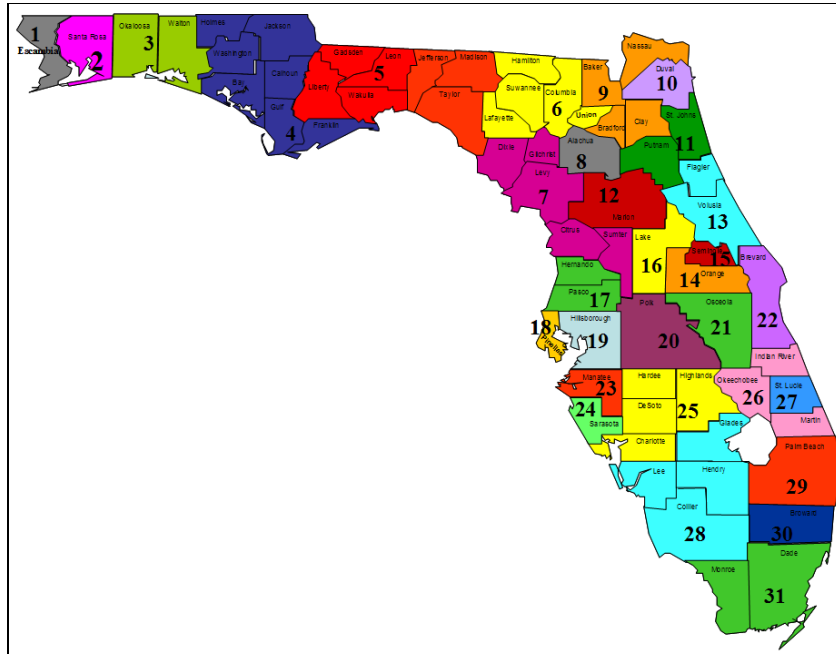 1
Escambia
Santa Rosa
2
Okaloosa
3
Walton
Holmes
Jackson
Washington
Bay
Calhoun
Gulf
4
Franklin
Gadsden
Leon
5
Liberty
Wakulla
Jefferson
Madison
Taylor
Hamilton
Suwannee
Columbia
6
Lafayette
Union
Baker
9
Nassau
Duval
10
Bradford
Clay
St. Johns
11
Putnam
Dixie
Gilchrist
Levy
7
Alachua
8
Flagler
12
Marion
Volusia
13
Citrus
Sumter
Lake
16
15
Orange
14
Brevard
22
Hernando
Pasco
17
18
Pinellas
Hillsborough
19
Polk
20
Osceola
21
Indian River
Manatee
23
24
Sarasota
Hardee
Highlands
DeSoto
25
Charlotte
Okeechobee
26
St. Lucie
27
Martin
Glades
Lee
Hendry
Collier
28
Palm Beach
29
Broward
30
Monroe
Dade
31